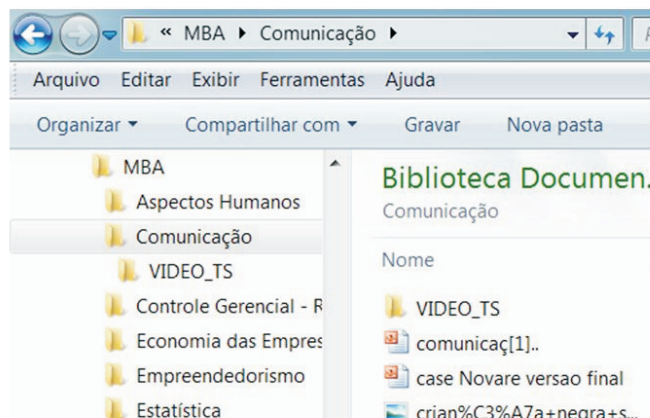 « MBA Comunicação
Arquivo Editar Exibir Ferramentas Ajuda
Organizar Compartilhar com Gravar Nova pasta
MBA
Aspectos Humanos
Comunicação
VIDEO_TS
Controle Gerencial - R
Economia das Empres
Empreendedorismo
Estatística
Biblioteca Documen.
Comunicação
Nome
VIDEO_TS
comunicaç[1]..
case Novare versao final
crian%C3%A7a+negra+s...